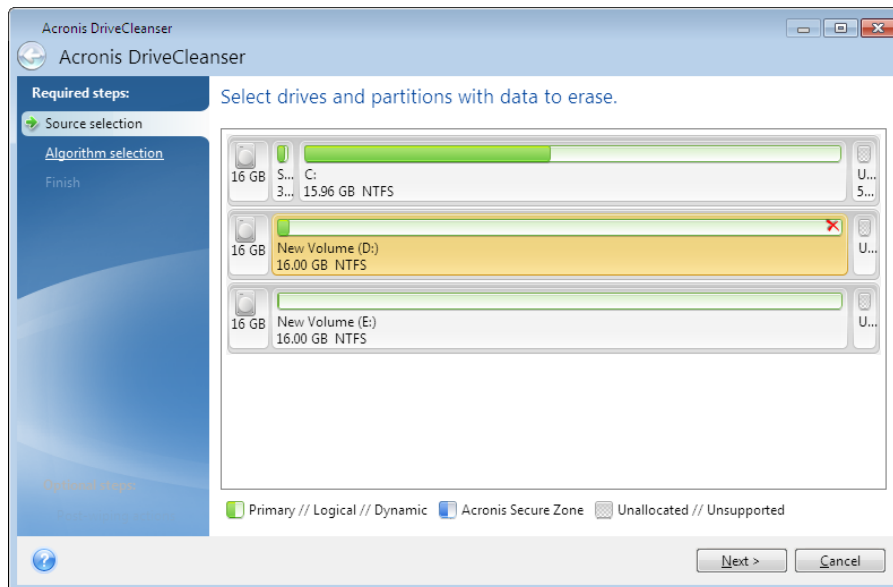 Acronis DriveCleanser
Acronis DriveCleanser
Required steps:
Source selection
Algorithm selection
Finish
Select drives and partitions with data to erase.
16 GB
S...
3...
C:
15.96 GB NTFS
U...
5...
16 GB
New Volume (D:)
16.00 GB NTFS
U...
16 GB
New Volume (E:)
16.00 GB NTFS
U...
Optional steps:
Primary // Logical // Dynamic
Acronis Secure Zone
Unallocated // Unsupported
Next >
Cancel